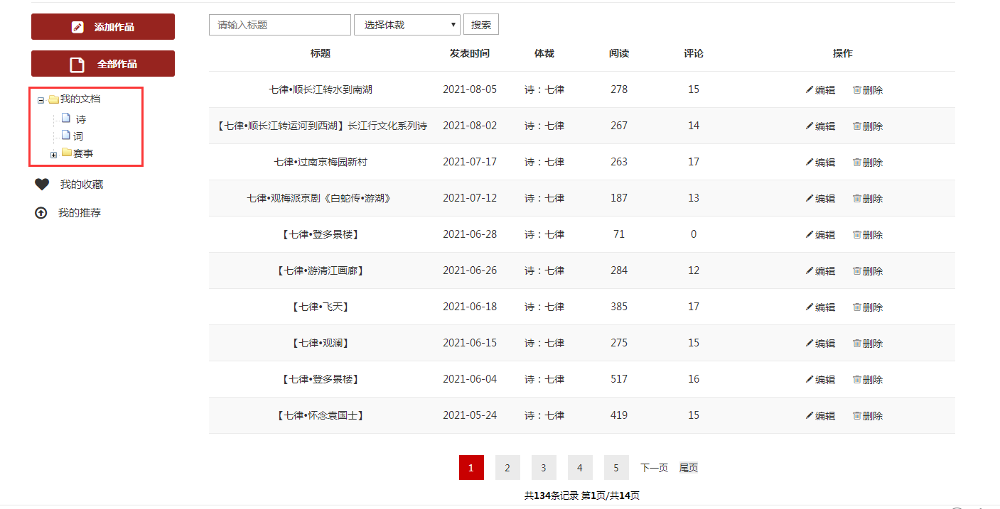 添加作品
全部作品
我的文档
诗
词
赛事
我的收藏
我的推荐
请输入标题 选择体裁 搜索
标题 发表时间 体裁 阅读 评论 操作
七律•顺长江转水到南湖 2021-08-05 诗：七律 278 15 编辑 删除
【七律•顺长江转运河到西湖】长江行文化系列诗 2021-08-02 诗：七律 267 14 编辑 删除
七律•过南京梅园新村 2021-07-17 诗：七律 263 17 编辑 删除
七律•观梅派京剧《白蛇传•游湖》 2021-07-12 诗：七律 187 13 编辑 删除
【七律•登多景楼】 2021-06-28 诗：七律 71 0 编辑 删除
【七律•游清江画廊】 2021-06-26 诗：七律 284 12 编辑 删除
【七律•飞天】 2021-06-18 诗：七律 385 17 编辑 删除
【七律•观澜】 2021-06-15 诗：七律 275 15 编辑 删除
【七律•登多景楼】 2021-06-04 诗：七律 517 16 编辑 删除
【七律•怀念袁国士】 2021-05-24 诗：七律 419 15 编辑 删除
1 2 3 4 5 下一页 尾页
共134条记录 第1页/共14页